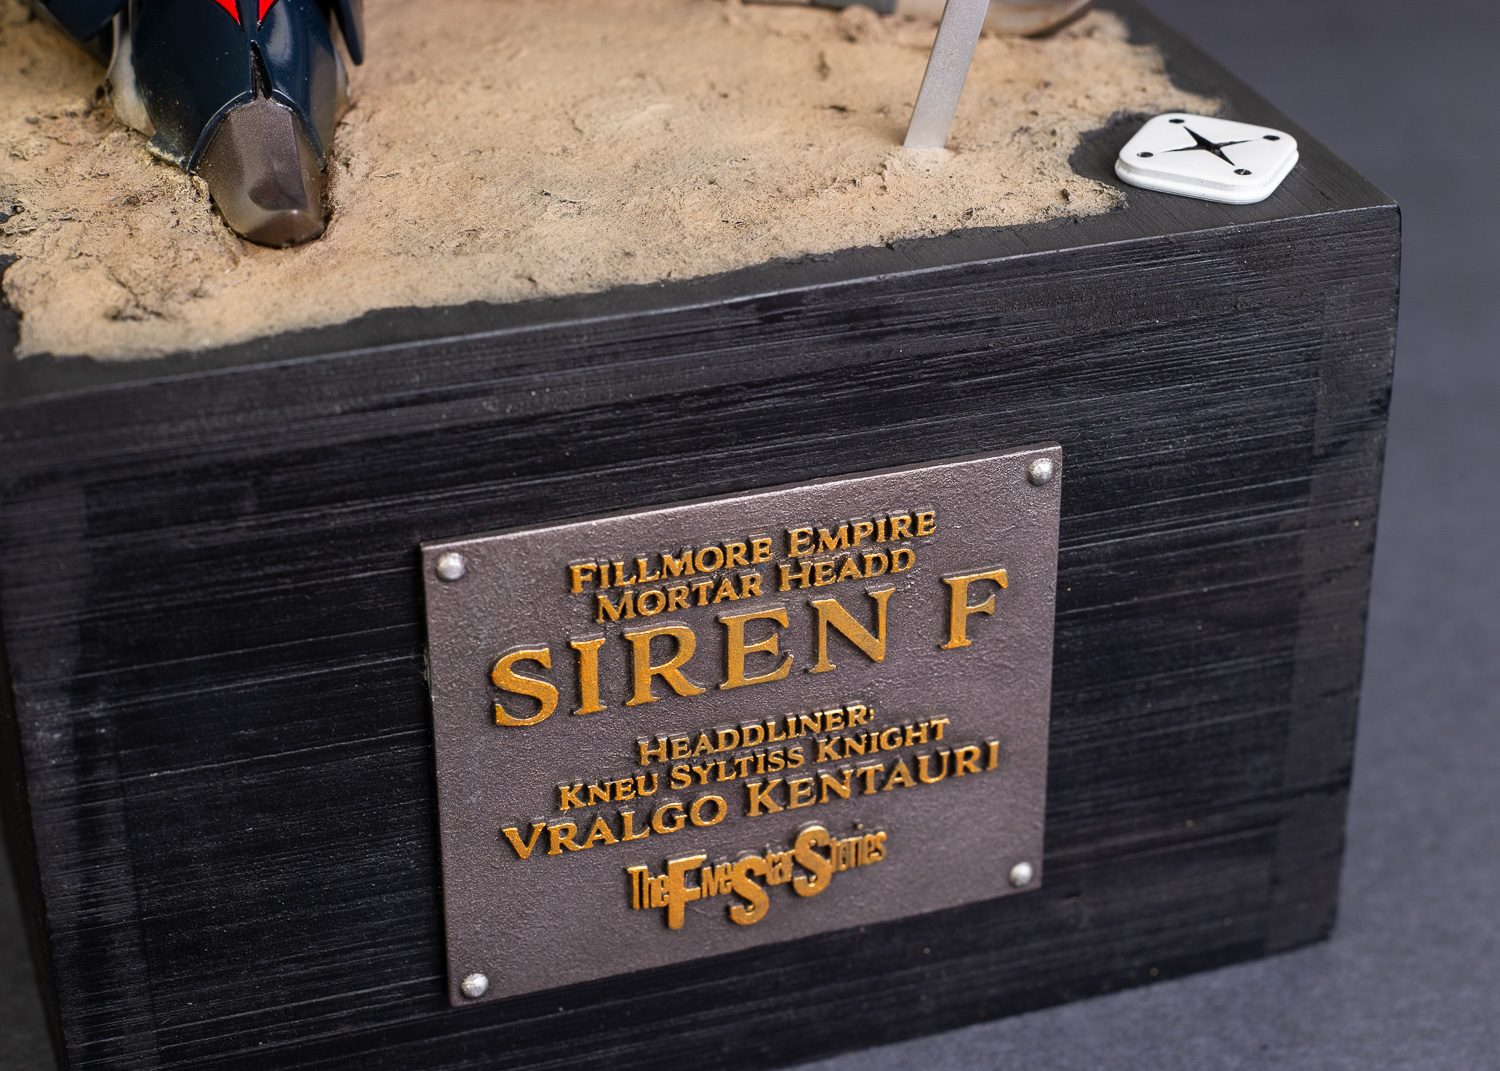 FILLMORE EMPIRE
MORTAR HEADD
SIREN F
HEADDLINER:
KNEU SYLTISS KNIGHT
VRALGO KENTAURI
The Five Star Stories